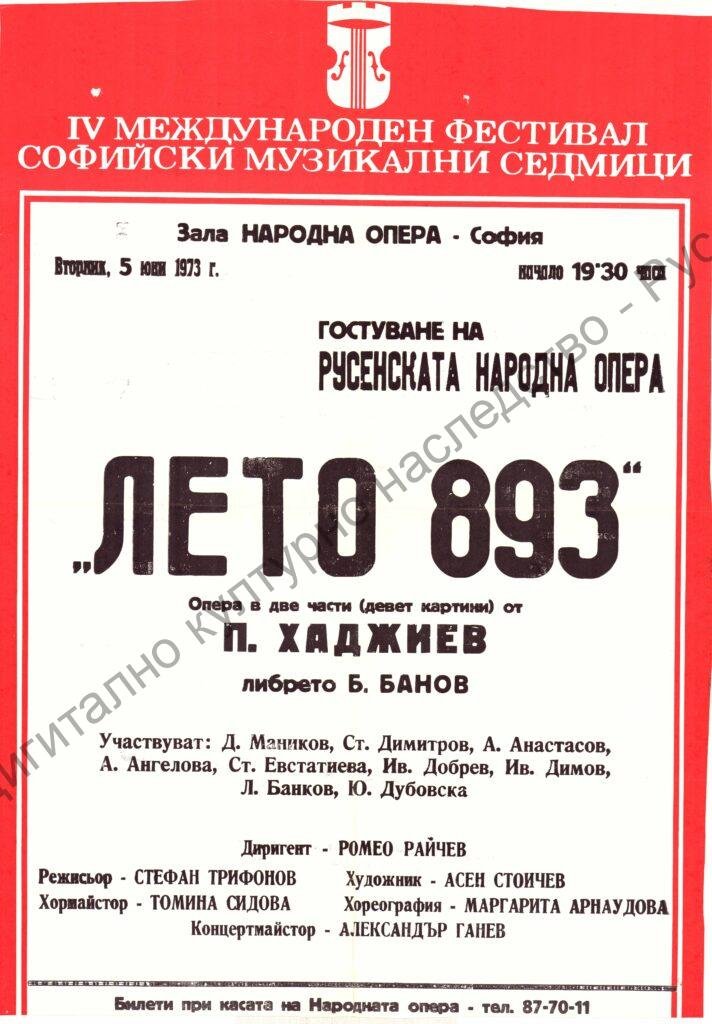 IV МЕЖДУНАРОДЕН ФЕСТИВАЛ
СОФИЙСКИ МУЗИКАЛНИ СЕДМИЦИ
Зала НАРОДНА ОПЕРА - София
Вторник, 5 юни 1973 г.
начало 19·30 часа
ГОСТУВАНЕ НА
РУСЕНСКАТА НАРОДНА ОПЕРА
„ЛЕТО 893“
Опера в две части (девет картини) от
П. ХАДЖИЕВ
либрето Б. БАНОВ
Участвуват: Д. Маников, Ст. Димитров, А. Анастасов,
А. Ангелова, Ст. Евстатиева, Ив. Добрев, Ив. Димов,
Л. Банков, Ю. Дубовска
Диригент - РОМЕО РАЙЧЕВ
Режисьор - СТЕФАН ТРИФОНОВ
Художник - АСЕН СТОИЧЕВ
Хормайстор - ТОМИНА СИДОВА
Хореография - МАРГАРИТА АРНАУДОВА
Концертмайстор - АЛЕКСАНДЪР ГАНЕВ
Билети при касата на Народната опера - тел. 87-70-11
дигитално културно наследство - Рус